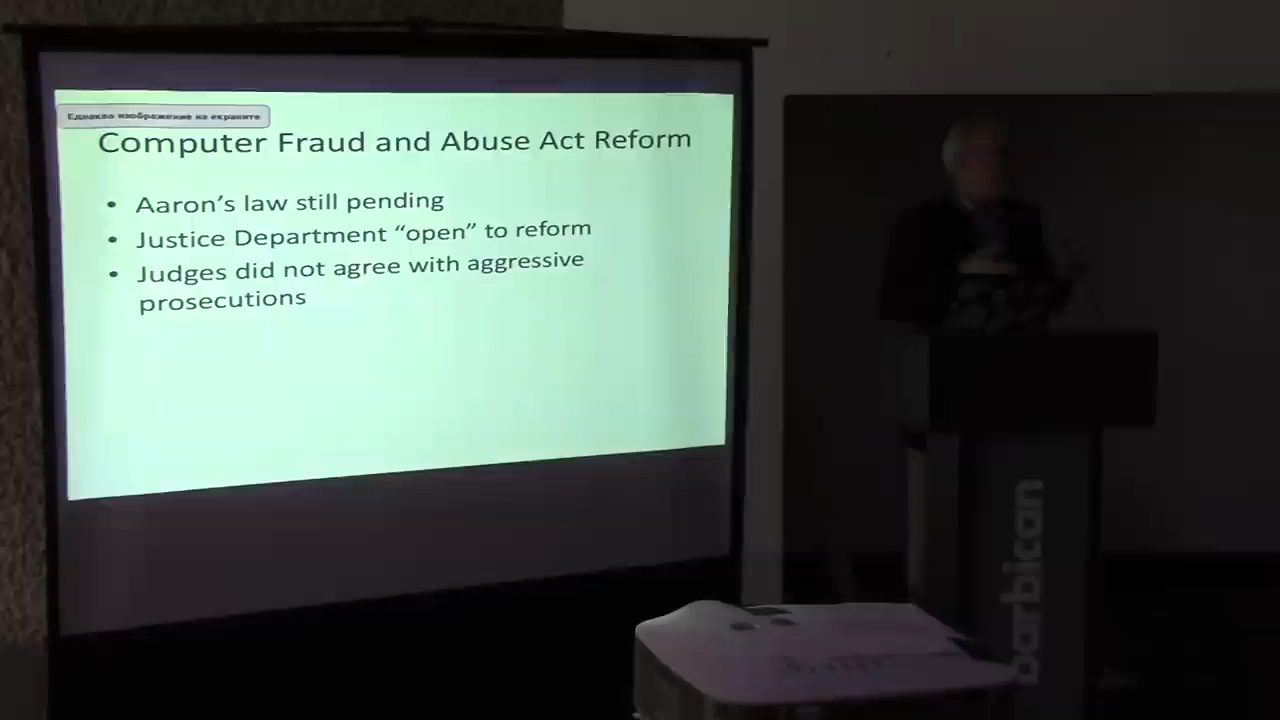 Еднакво изображение на екраните
Computer Fraud and Abuse Act Reform
• Aaron's law still pending
• Justice Department “open” to reform
• Judges did not agree with aggressive
prosecutions
barbican